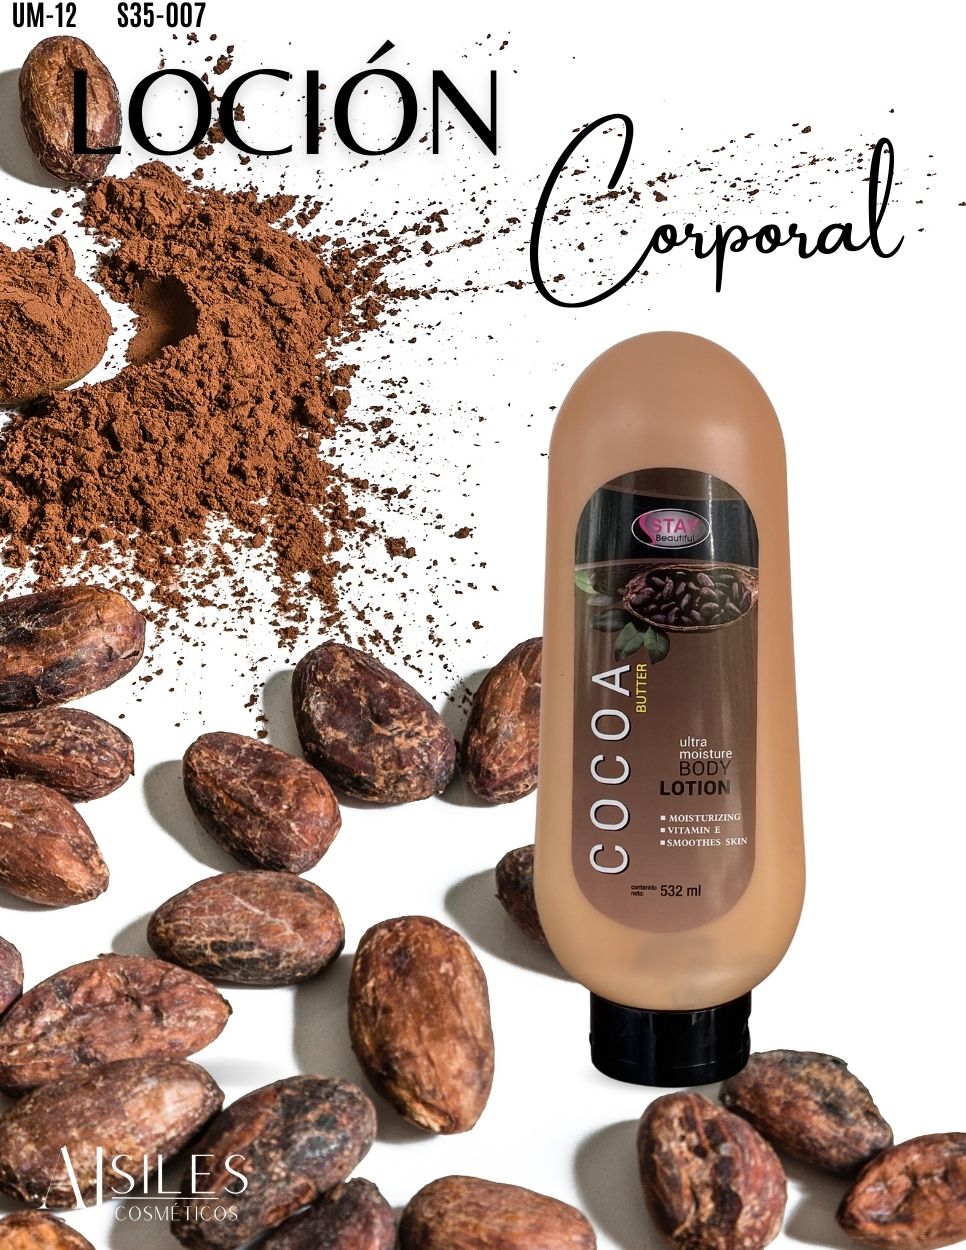 UM-12 S35-007
LOCIÓN
Corporal
STAY
Beautiful
COCOA
BUTTER
ultra
moisture
BODY
LOTION
MOISTURIZING
VITAMIN E
SMOOTHES SKIN
contenido
neto: 532 ml
AJSILES
COSMÉTICOS